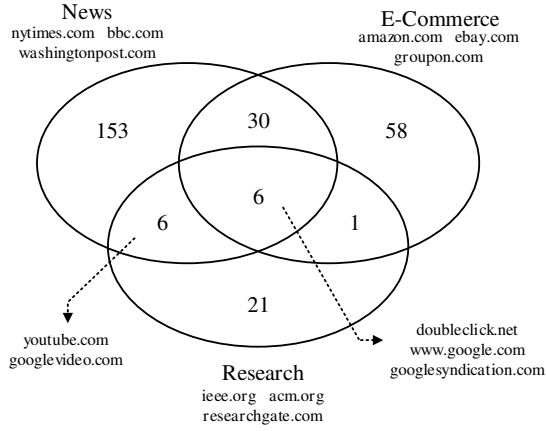 News
nytimes.com bbc.com
washingtonpost.com
E-Commerce
amazon.com ebay.com
groupon.com
153
30
58
6
6
1
21
youtube.com
googlevideo.com
doubleclick.net
www.google.com
googlesyndication.com
Research
ieee.org acm.org
researchgate.com